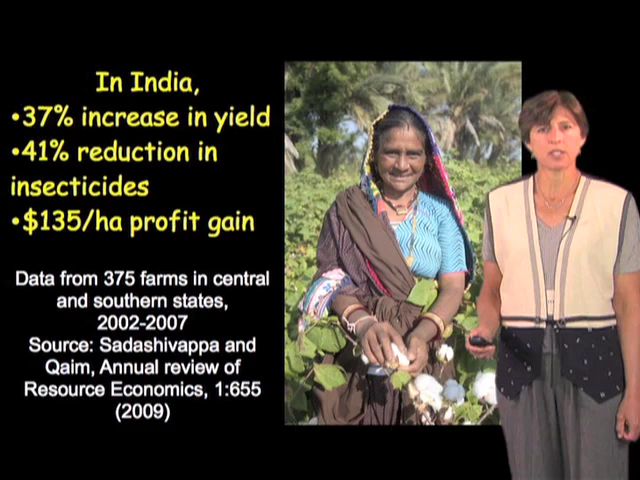 In India,
•37% increase in yield
•41% reduction in
insecticides
•$135/ha profit gain
Data from 375 farms in central
and southern states,
2002-2007
Source: Sadashivappa and
Qaim, Annual review of
Resource Economics, 1:655
(2009)